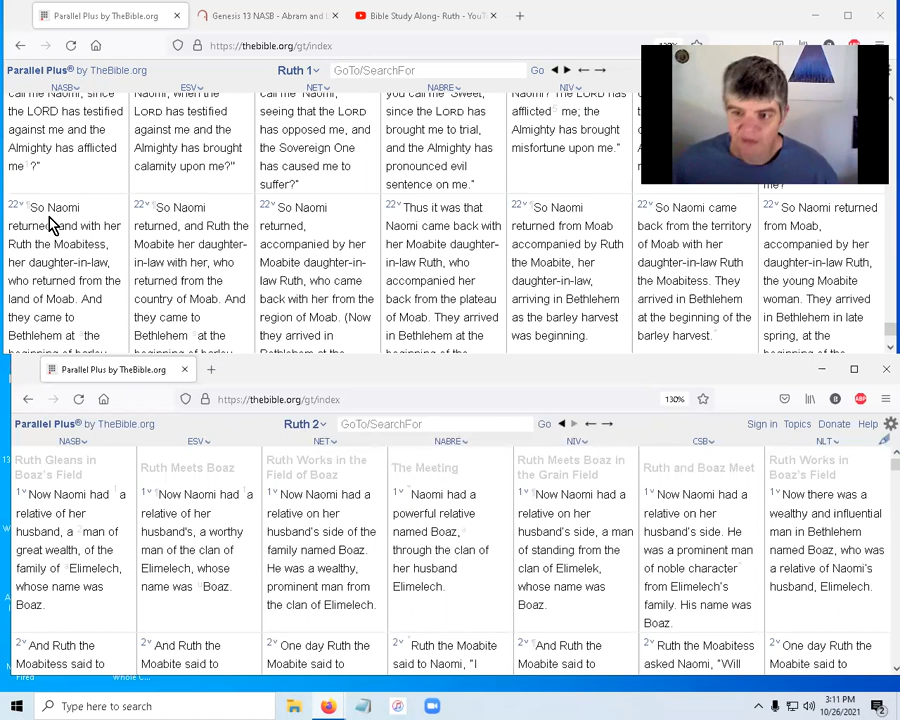 Parallel Plus by TheBible.org
Genesis 13 NASB - Abram and L
Bible Study Along- Ruth - YouT
https://thebible.org/gt/index
Parallel Plus® by TheBible.org
Ruth 1
GoTo/SearchFor
Go
NASB
ESV
NET
NABRE
NIV
call me Naomi, since
the LORD has testified
against me and the
Almighty has afflicted
me ?"
Naomi, when the
LORD has testified
against me and the
Almighty has brought
calamity upon me?"
call me Naomi,
seeing that the LORD
has opposed me, and
the Sovereign One
has caused me to
suffer?"
you call me 'Sweet,'
since the LORD has
brought me to trial,
and the Almighty has
pronounced evil
sentence on me."
Naomi? The LORD has
afflicted me; the
Almighty has brought
misfortune upon me."
me?"
22 So Naomi
returned, and with her
Ruth the Moabitess,
her daughter-in-law,
who returned from the
land of Moab. And
they came to
Bethlehem at the
beginning of barley
22 So Naomi
returned, and Ruth the
Moabite her daughter-
in-law with her, who
returned from the
country of Moab. And
they came to
Bethlehem at the
beginning of barley
22 So Naomi
returned,
accompanied by her
Moabite daughter-in-
law Ruth, who came
back with her from the
region of Moab. (Now
they arrived in
Bethlehem at the
22 Thus it was that
Naomi came back with
her Moabite daughter-
in-law Ruth, who
accompanied her
back from the plateau
of Moab. They arrived
in Bethlehem at the
22 So Naomi
returned from Moab
accompanied by Ruth
the Moabite, her
daughter-in-law,
arriving in Bethlehem
as the barley harvest
was beginning.
22 So Naomi came
back from the territory
of Moab with her
daughter-in-law Ruth
the Moabitess. They
arrived in Bethlehem
at the beginning of the
barley harvest.
22 So Naomi returned
from Moab,
accompanied by her
daughter-in-law Ruth,
the young Moabite
woman. They arrived
in Bethlehem in late
spring, at the
Parallel Plus by TheBible.org
https://thebible.org/gt/index
130%
Parallel Plus® by TheBible.org
Ruth 2
GoTo/SearchFor
Go
Sign in Topics Donate Help
NASB
ESV
NET
NABRE
NIV
CSB
NLT
Ruth Gleans in
Boaz's Field
1 Now Naomi had 1 a
relative of her
husband, a 2 man of
great wealth, of the
family of a Elimelech,
whose name was
Boaz.
2 And Ruth the
Moabitess said to
Ruth Meets Boaz
1 Now Naomi had a
relative of her
husband's, a worthy
man of the clan of
Elimelech, whose
name was Boaz.
2 And Ruth the
Moabite said to
Ruth Works in the
Field of Boaz
1 Now Naomi had a
relative on her
husband's side of the
family named Boaz.
He was a wealthy,
prominent man from
the clan of Elimelech.
2 One day Ruth the
Moabite said to
The Meeting
1 Naomi had a
powerful relative
named Boaz,
through the clan of
her husband
Elimelech.
2 Ruth the Moabite
said to Naomi, "I
Ruth Meets Boaz in
the Grain Field
1 Now Naomi had a
relative on her
husband's side, a man
of standing from the
clan of Elimelek,
whose name was
Boaz.
2 And Ruth the
Moabite said to
Ruth and Boaz Meet
1 Now Naomi had a
relative on her
husband's side. He
was a prominent man
of noble character
from Elimelech's
family. His name was
Boaz.
2 Ruth the Moabitess
asked Naomi, "Will
Ruth Works in
Boaz's Field
1 Now there was a
wealthy and influential
man in Bethlehem
named Boaz, who was
a relative of Naomi's
husband, Elimelech.
2 One day Ruth the
Moabite said to
Fired
Whole C...
Type here to search
3:11 PM
10/26/2021